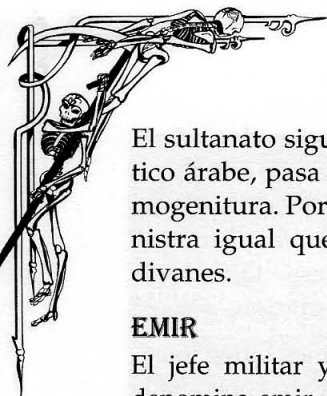 El sultanato sigu
tico árabe, pasa
mogenitura. Por
nistra igual que
divanes.
EMIR
El jefe militar y
denomina emir